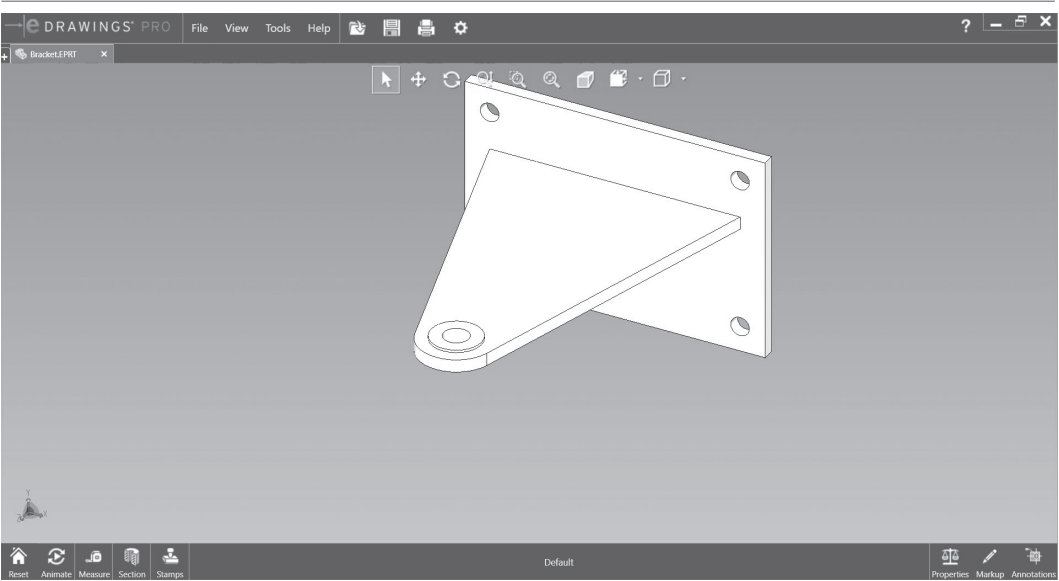 eDRAWINGS® PRO File View Tools Help ?
Bracket.EPRT
Y
Z X
Reset Animate Measure Section Stamps Default Properties Markup Annotations